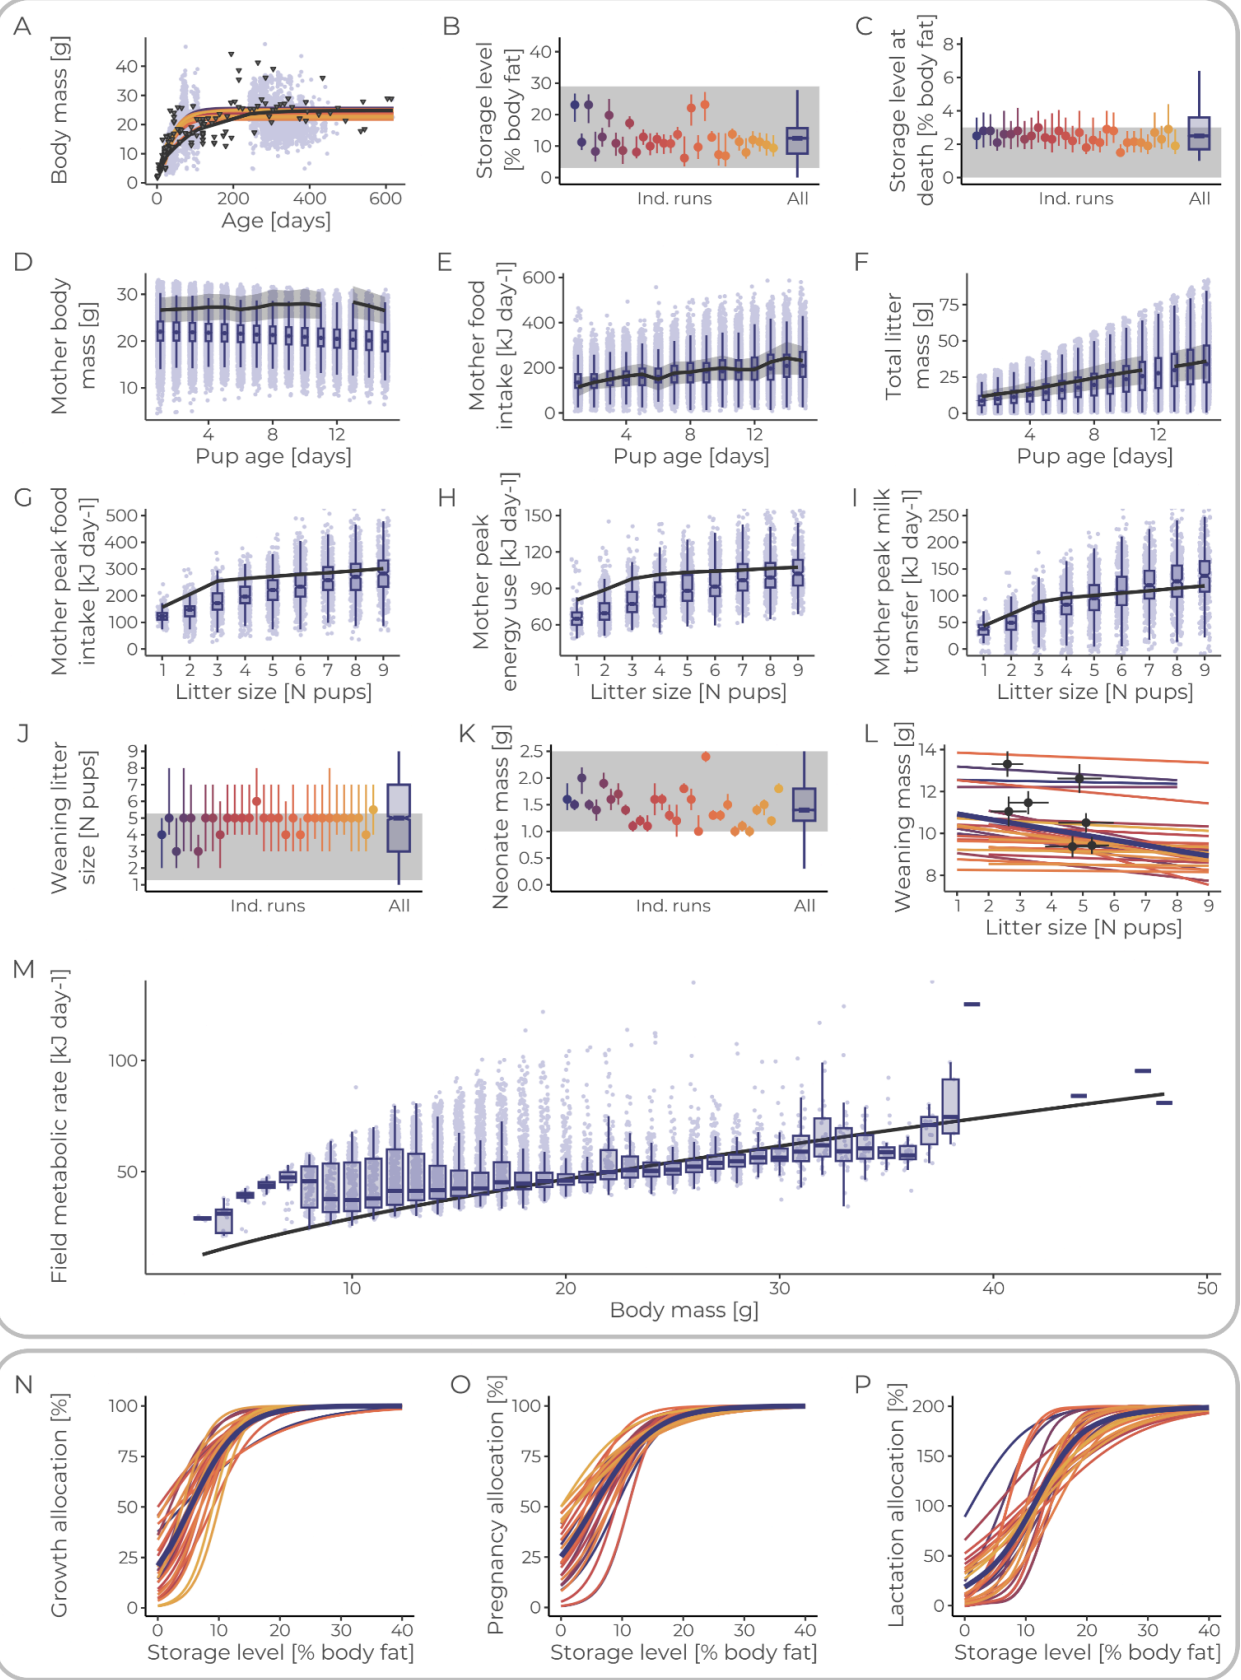 A
Body mass [g]
40
30
20
10
0
0 200 400 600
Age [days]
B
Storage level
[% body fat]
40
30
20
10
0
Ind. runs All
C
Storage level at
death [% body fat]
8
6
4
2
0
Ind. runs All
D
Mother body
mass [g]
30
20
10
4 8 12
Pup age [days]
E
Mother food
intake [kJ day-1]
600
400
200
0
4 8 12
Pup age [days]
F
Total litter
mass [g]
75
50
25
0
4 8 12
Pup age [days]
G
Mother peak food
intake [kJ day-1]
500
400
300
200
100
0
1 2 3 4 5 6 7 8 9
Litter size [N pups]
H
Mother peak
energy use [kJ day-1]
150
120
90
60
1 2 3 4 5 6 7 8 9
Litter size [N pups]
I
Mother peak milk
transfer [kJ day-1]
250
200
150
100
50
0
1 2 3 4 5 6 7 8 9
Litter size [N pups]
J
Weaning litter
size [N pups]
9
8
7
6
5
4
3
2
1
Ind. runs All
K
Neonate mass [g]
2.5
2.0
1.5
1.0
0.5
0.0
Ind. runs All
L
Weaning mass [g]
14
12
10
8
1 2 3 4 5 6 7 8 9
Litter size [N pups]
M
Field metabolic rate [kJ day-1]
100
50
10 20 30 40 50
Body mass [g]
N
Growth allocation [%]
100
75
50
25
0
0 10 20 30 40
Storage level [% body fat]
O
Pregnancy allocation [%]
100
75
50
25
0
0 10 20 30 40
Storage level [% body fat]
P
Lactation allocation [%]
200
150
100
50
0
0 10 20 30 40
Storage level [% body fat]